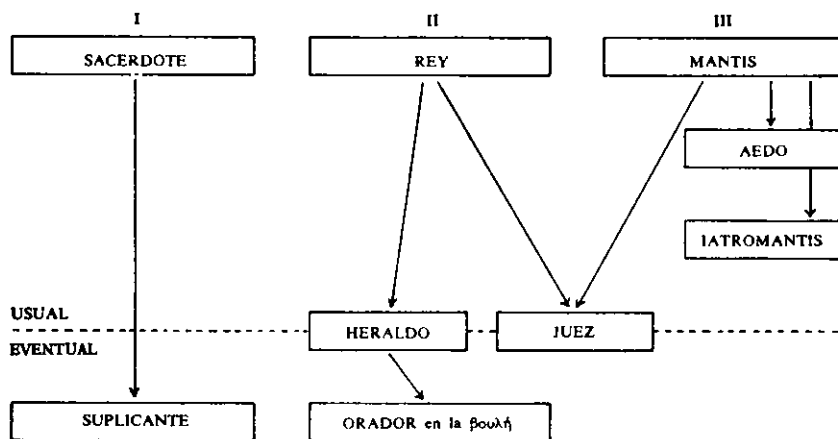 I II III
SACERDOTE REY MANTIS
AEDO
IATROMANTIS
USUAL
HERALDO JUEZ
EVENTUAL
SUPLICANTE ORADOR en la βουλή